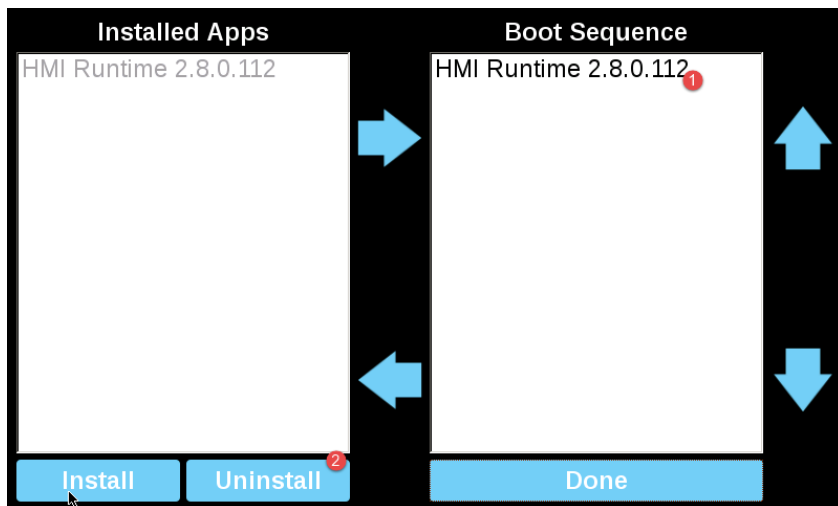 Installed Apps
HMI Runtime 2.8.0.112
Install
Uninstall
2
Boot Sequence
HMI Runtime 2.8.0.112
1
Done